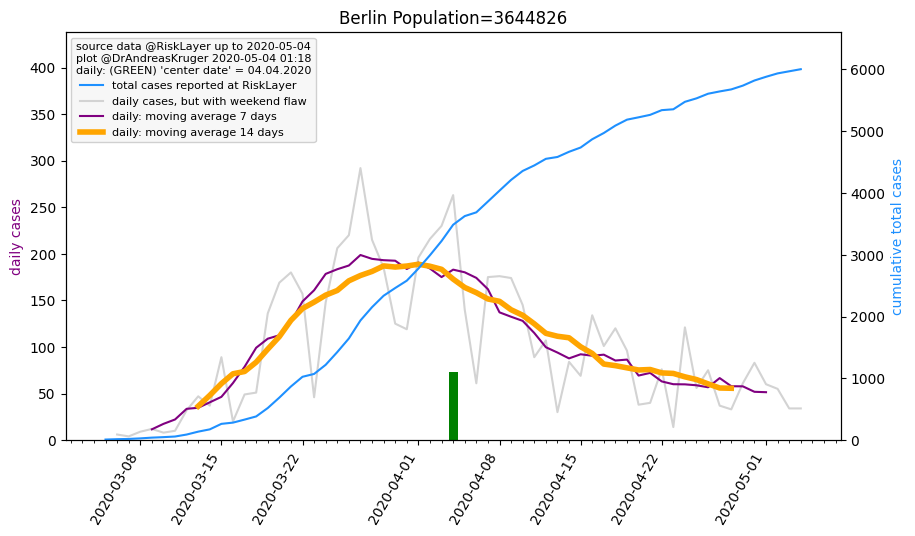 Berlin Population=3644826
source data @RiskLayer up to 2020-05-04
plot @DrAndreasKruger 2020-05-04 01:18
daily: (GREEN) 'center date' = 04.04.2020
total cases reported at RiskLayer
daily cases, but with weekend flaw
daily: moving average 7 days
daily: moving average 14 days
daily cases
400
350
300
250
200
150
100
50
0
6000
5000
4000
3000
2000
1000
0
cumulative total cases
2020-03-08
2020-03-15
2020-03-22
2020-04-01
2020-04-08
2020-04-15
2020-04-22
2020-05-01